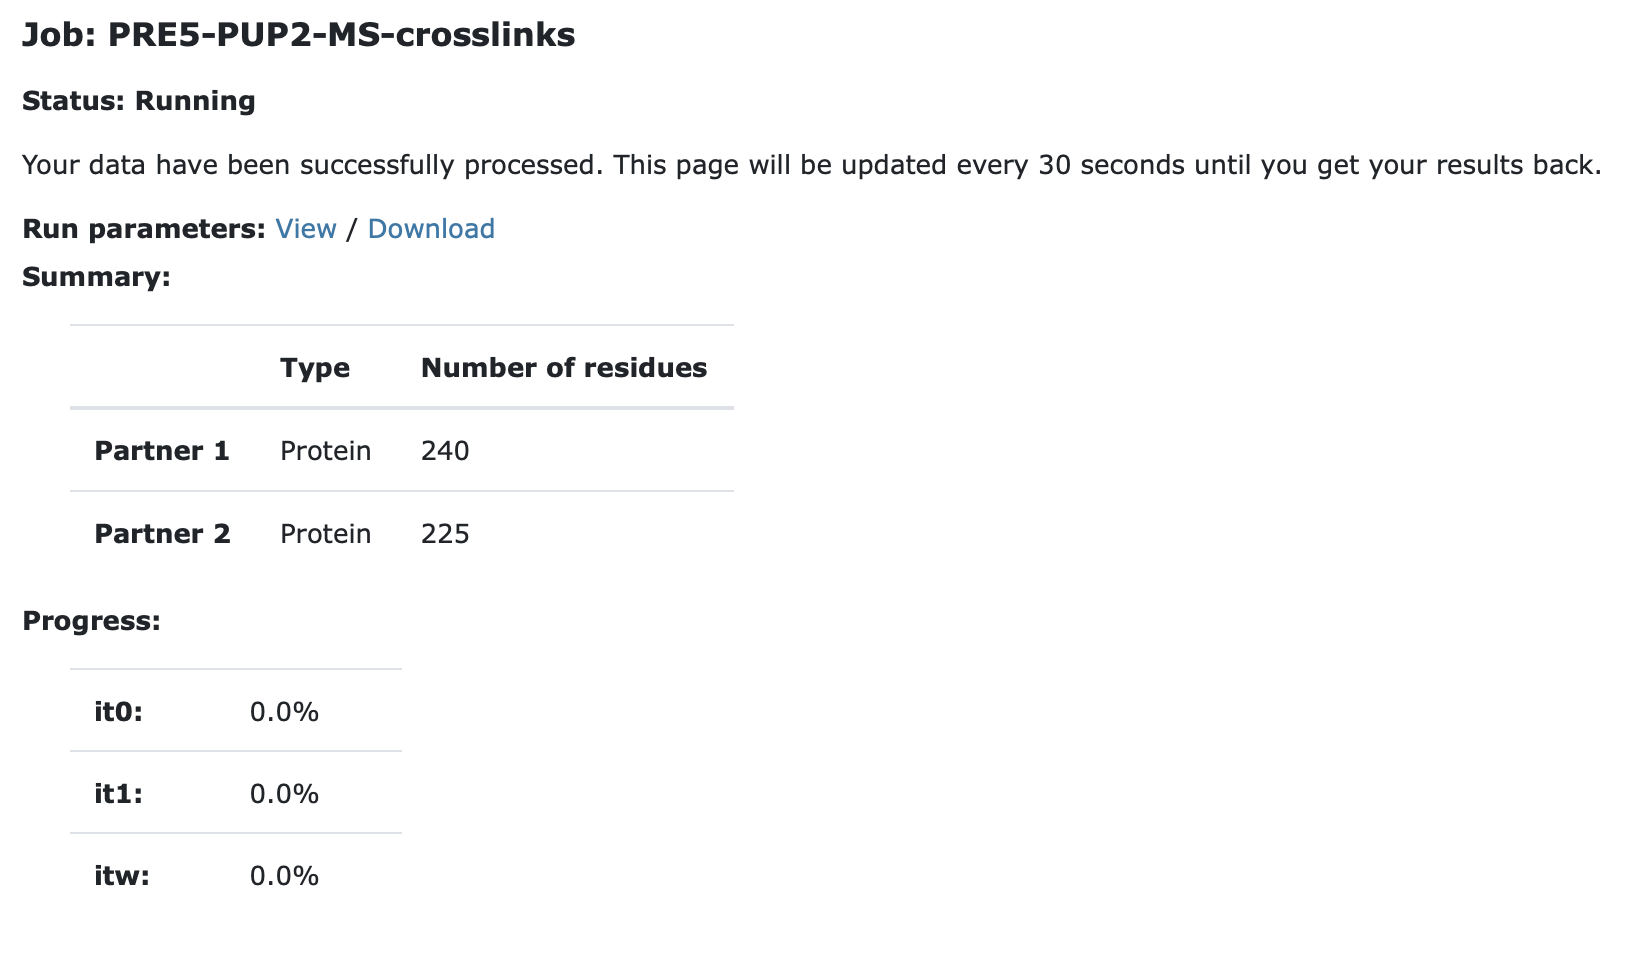 Job: PRE5-PUP2-MS-crosslinks
Status: Running
Your data have been successfully processed. This page will be updated every 30 seconds until you get your results back.
Run parameters: View / Download
Summary:
Type Number of residues
Partner 1 Protein 240
Partner 2 Protein 225
Progress:
it0: 0.0%
it1: 0.0%
itw: 0.0%